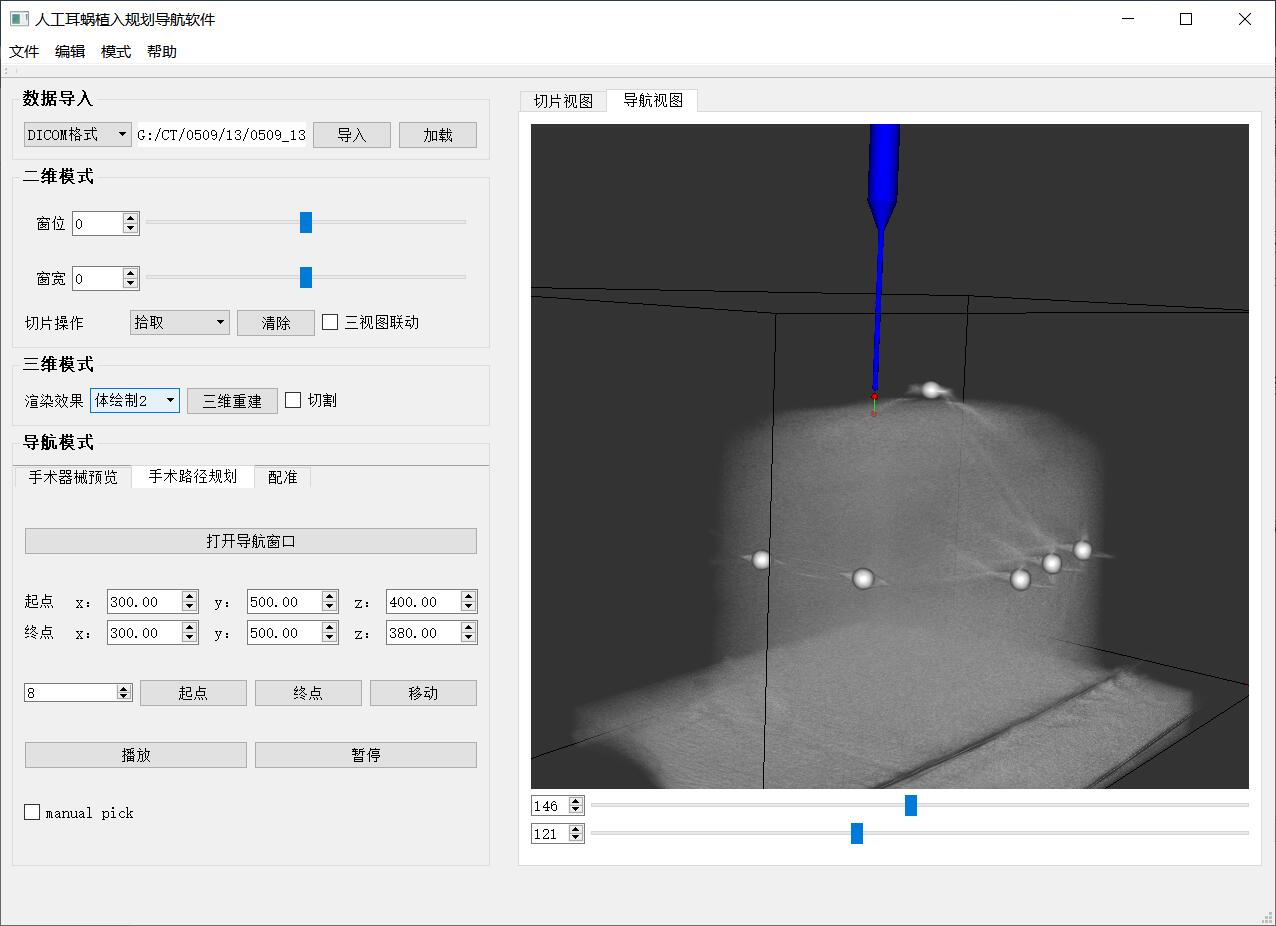 人工耳蜗植入规划导航软件
文件 编辑 模式 帮助
数据导入
DICOM格式 G:/CT/0509/13/0509_13 导入 加载
二维模式
窗位 0
窗宽 0
切片操作 拾取 清除 三视图联动
三维模式
渲染效果 体绘制2 三维重建 切割
导航模式
手术器械预览 手术路径规划 配准
打开导航窗口
起点 x: 300.00 y: 500.00 z: 400.00
终点 x: 300.00 y: 500.00 z: 380.00
8 起点 终点 移动
播放 暂停
manual pick
切片视图 导航视图
146
121